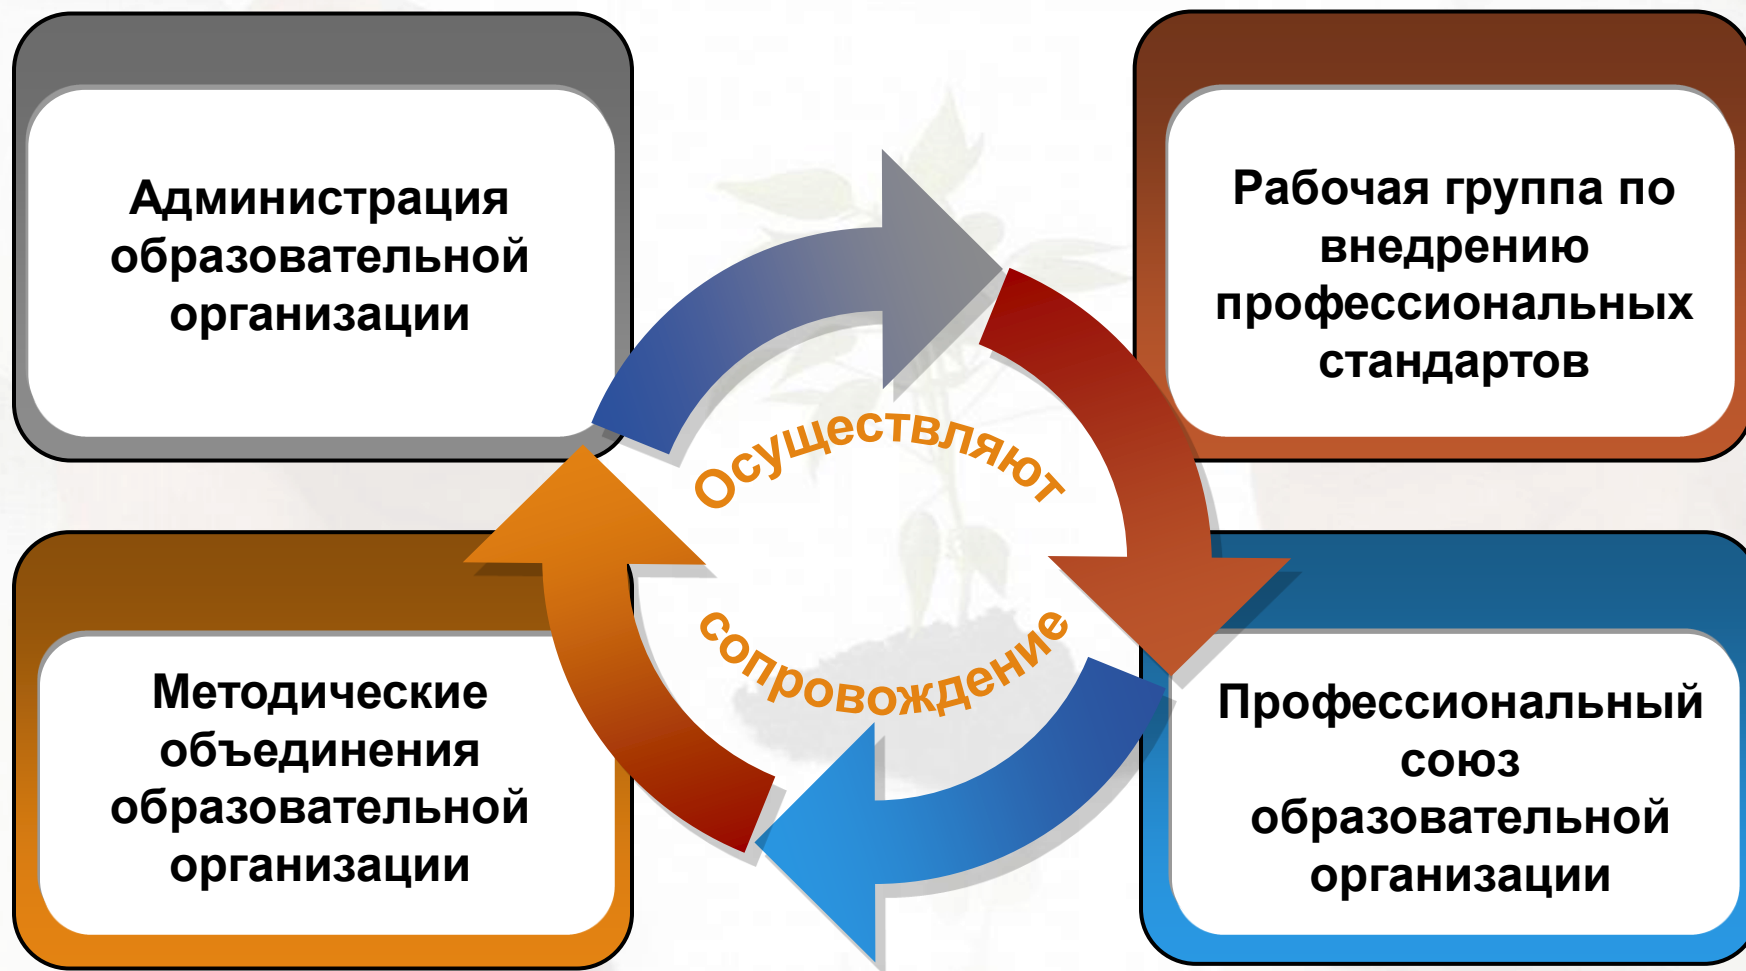 Администрация
образовательной
организации
Рабочая группа по
внедрению
профессиональных
стандартов
Осуществляют
сопровождение
Методические
объединения
образовательной
организации
Профессиональный
союз
образовательной
организации